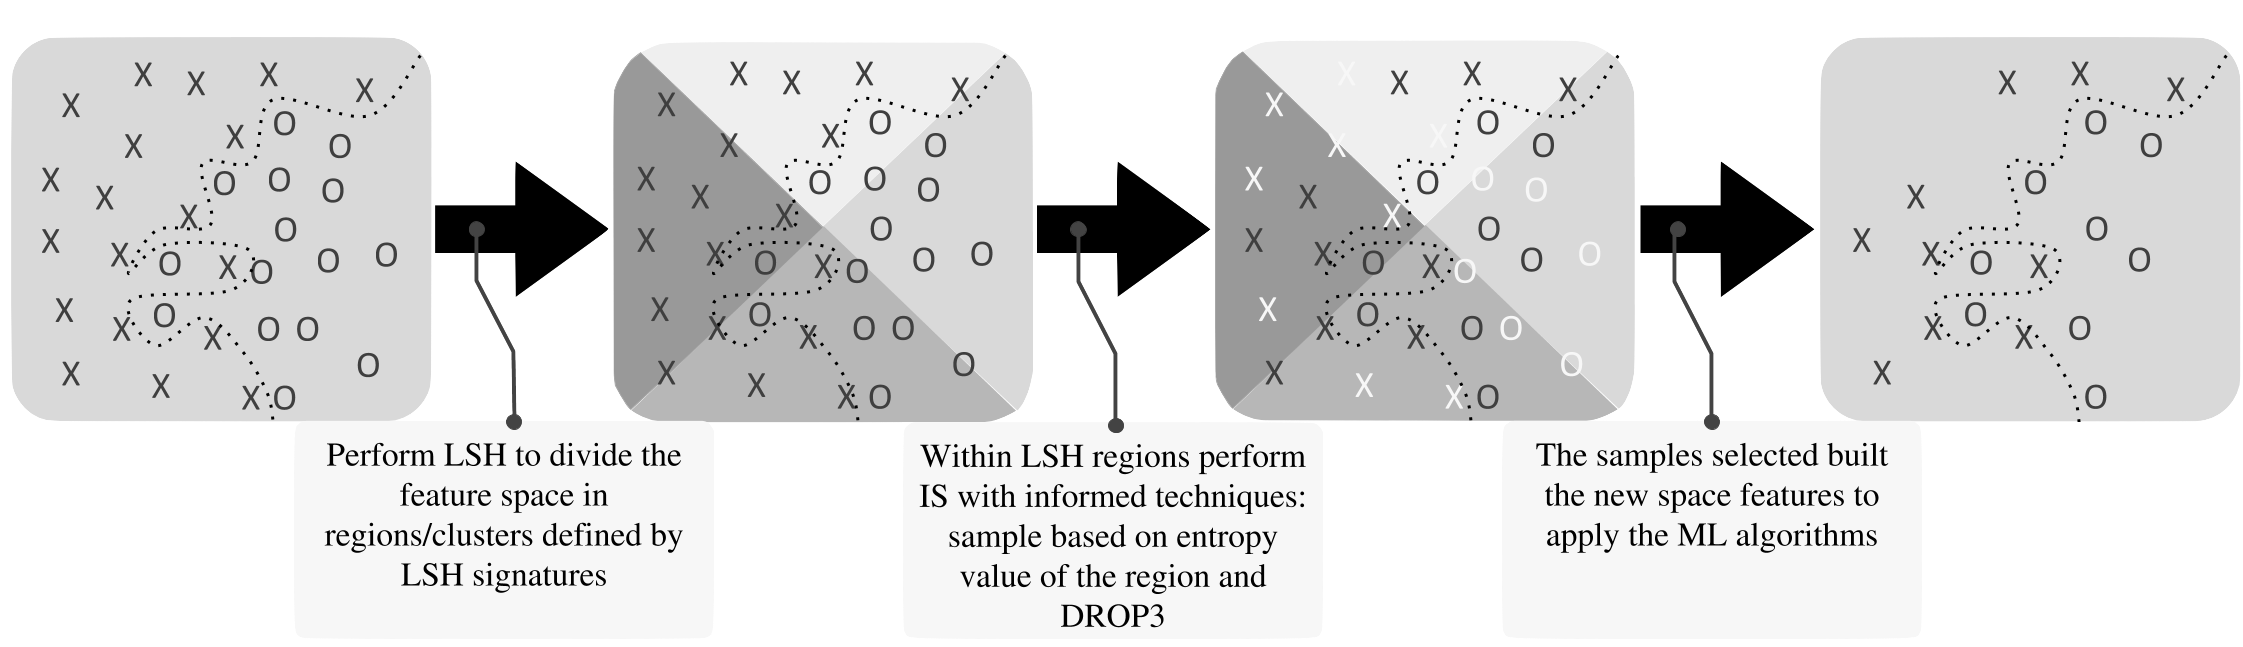 Perform LSH to divide the
feature space in
regions/clusters defined by
LSH signatures
Within LSH regions perform
IS with informed techniques:
sample based on entropy
value of the region and
DROP3
The samples selected built
the new space features to
apply the ML algorithms